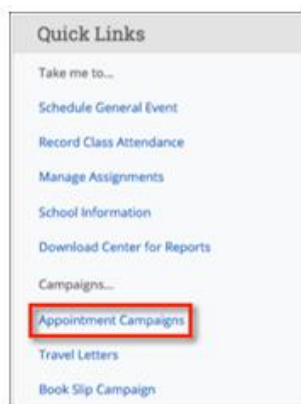 Quick Links
Take me to...
Schedule General Event
Record Class Attendance
Manage Assignments
School Information
Download Center for Reports
Campaigns...
Appointment Campaigns
Travel Letters
Book Slip Campaign